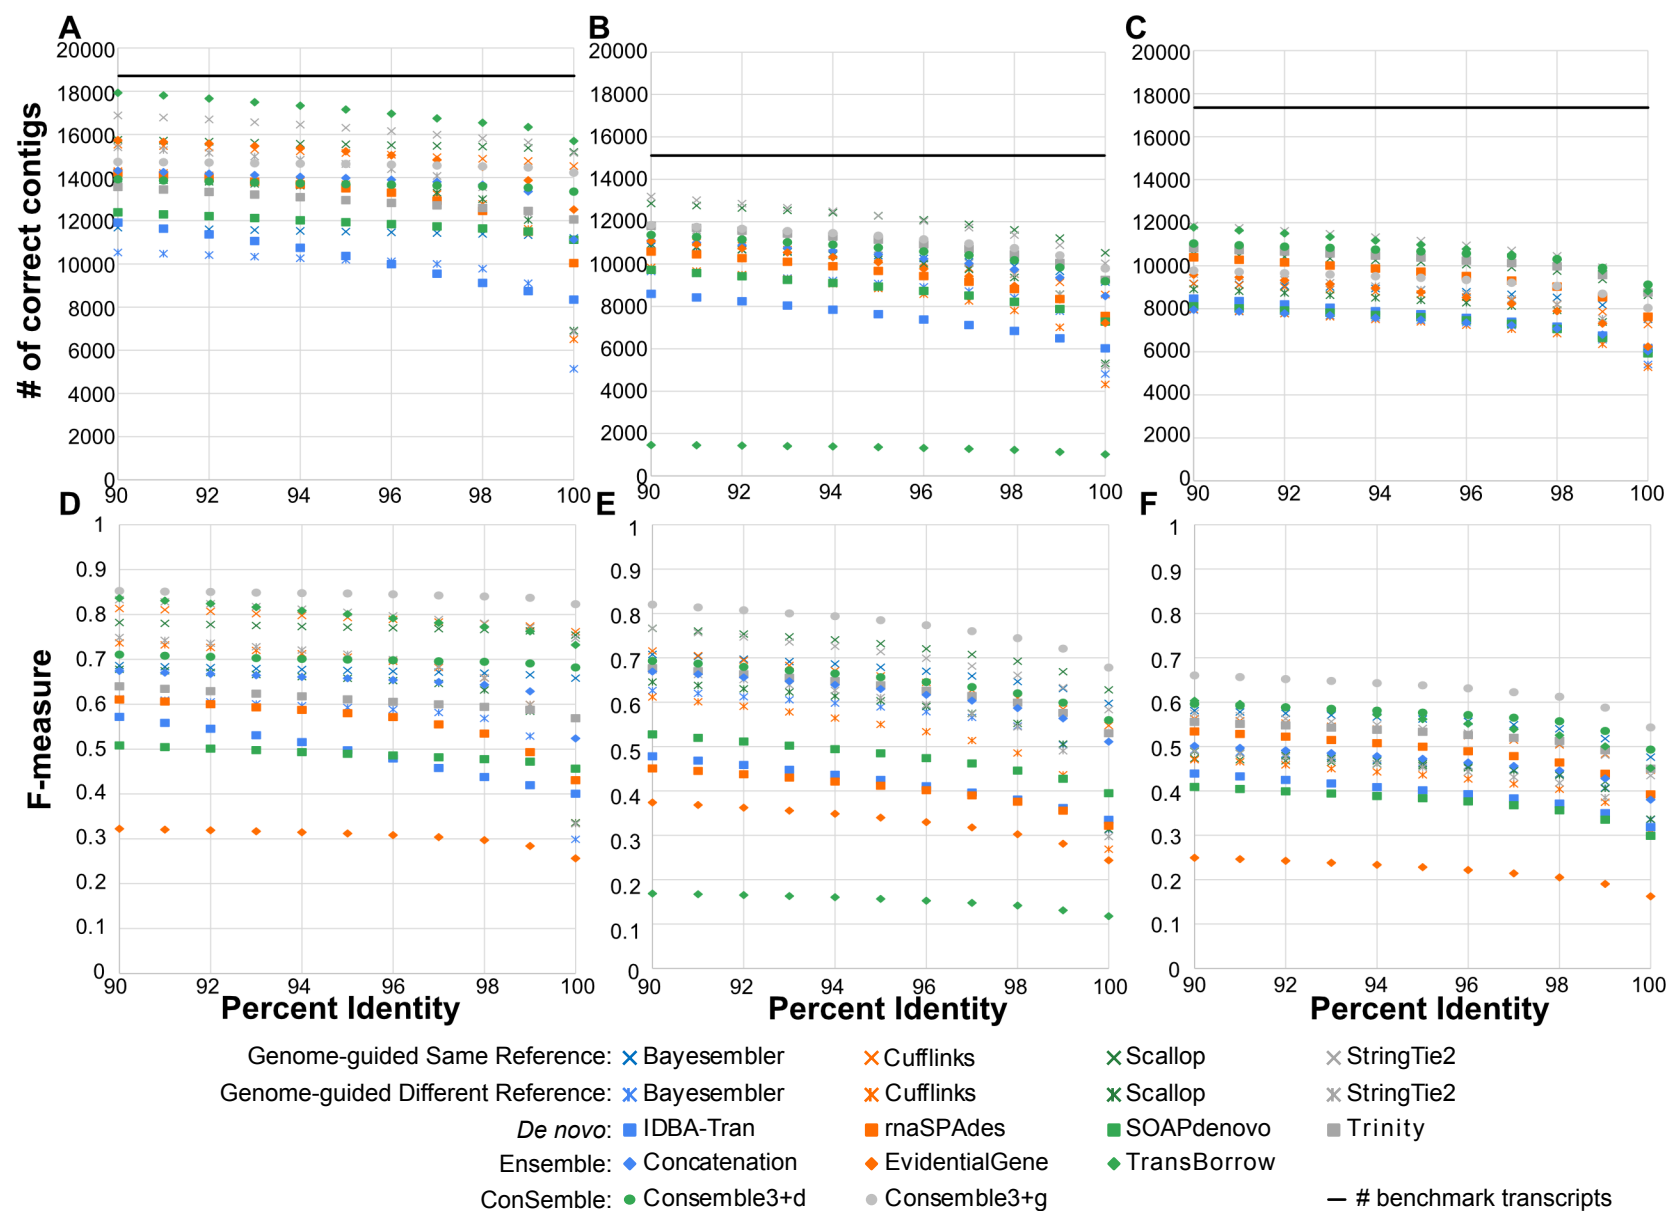 A B C
20000 20000 20000
18000 18000 18000
16000 16000 16000
14000 14000 14000
12000 12000 12000
10000 10000 10000
8000 8000 8000
6000 6000 6000
4000 4000 4000
2000 2000 2000
0 0 0
# of correct contigs
90 92 94 96 98 100 90 92 94 96 98 100 90 92 94 96 98 100
D E F
1 1 1
0.9 0.9 0.9
0.8 0.8 0.8
0.7 0.7 0.7
0.6 0.6 0.6
0.5 0.5 0.5
0.4 0.4 0.4
0.3 0.3 0.3
0.2 0.2 0.2
0.1 0.1 0.1
0 0 0
F-measure
90 92 94 96 98 100 90 92 94 96 98 100 90 92 94 96 98 100
Percent Identity Percent Identity Percent Identity
Genome-guided Same Reference: Bayesembler Cufflinks Scallop StringTie2
Genome-guided Different Reference: Bayesembler Cufflinks Scallop StringTie2
De novo: IDBA-Tran rnaSPAdes SOAPdenovo Trinity
Ensemble: Concatenation EvidentialGene TransBorrow
ConSemble: Consemble3+d Consemble3+g # benchmark transcripts